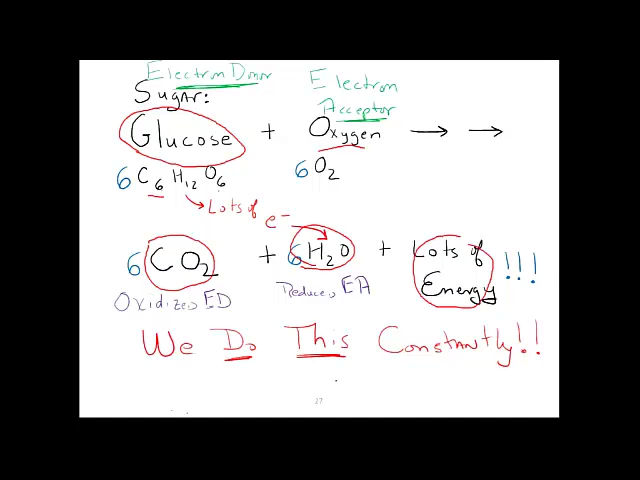 Electron Donor Electron
Sugar: Acceptor
Glucose + Oxygen → →
6 C6 H12 O6 6 O2
→ Lots of e-
6 CO2 + 6 H2O + Lots of Energy !!!
Oxidized ED Reduced EA
We Do This Constantly!!
27